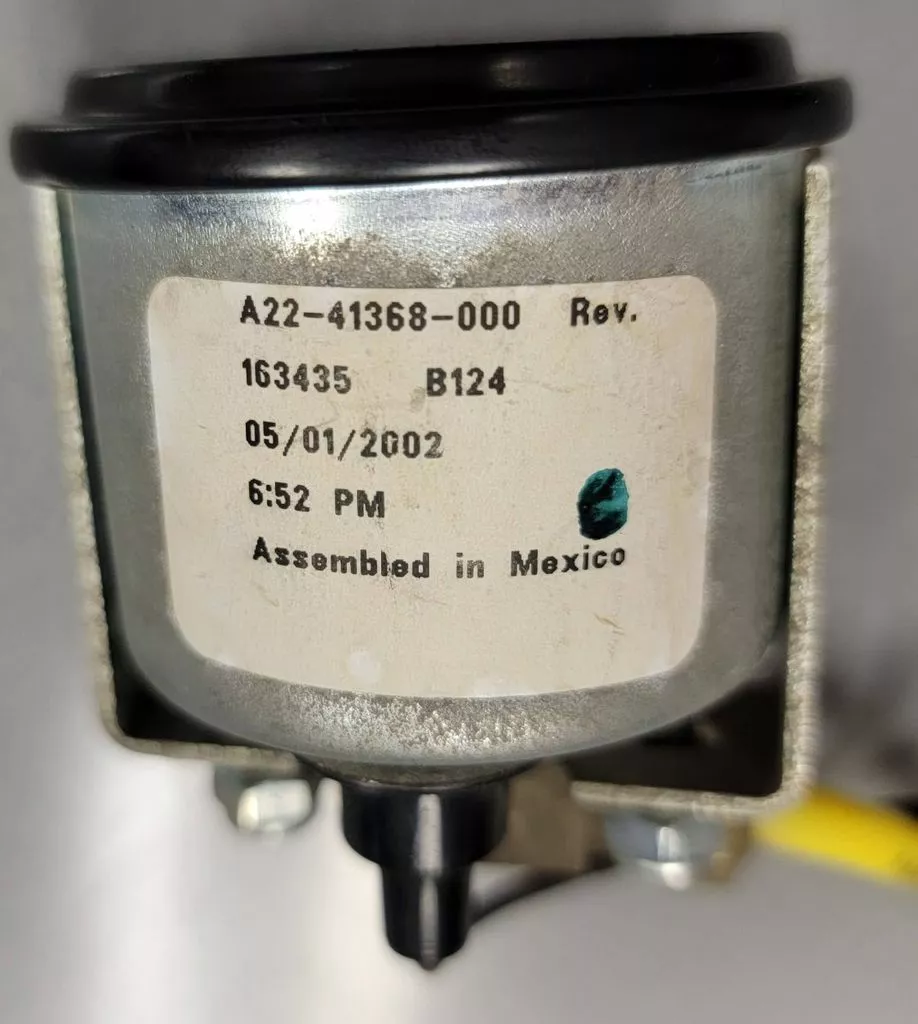 A22-41368-000 Rev.
163435 B124
05/01/2002
6:52 PM
Assembled in Mexico